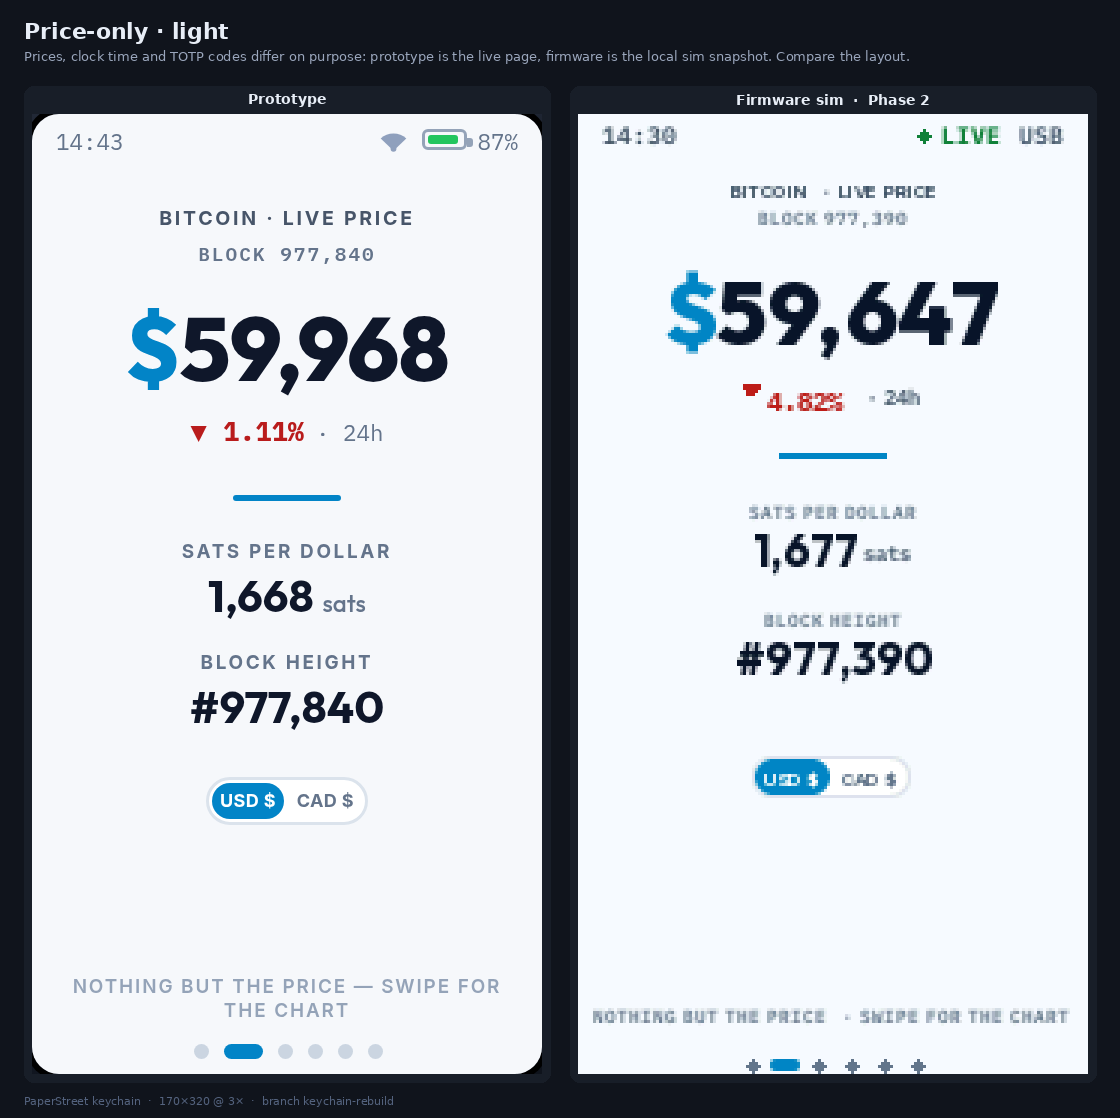 Price-only · light
Prices, clock time and TOTP codes differ on purpose: prototype is the live page, firmware is the local sim snapshot. Compare the layout.
Prototype
14:43 87%
BITCOIN · LIVE PRICE
BLOCK 977,840
$59,968
▼ 1.11% · 24h
SATS PER DOLLAR
1,668 sats
BLOCK HEIGHT
#977,840
USD $ CAD $
NOTHING BUT THE PRICE — SWIPE FOR
THE CHART
Firmware sim · Phase 2
14:30 LIVE USB
BITCOIN · LIVE PRICE
BLOCK 977,390
$59,647
▼ 4.82% · 24h
SATS PER DOLLAR
1,677 sats
BLOCK HEIGHT
#977,390
USD $ CAD $
NOTHING BUT THE PRICE · SWIPE FOR THE CHART
PaperStreet keychain · 170×320 @ 3× · branch keychain-rebuild